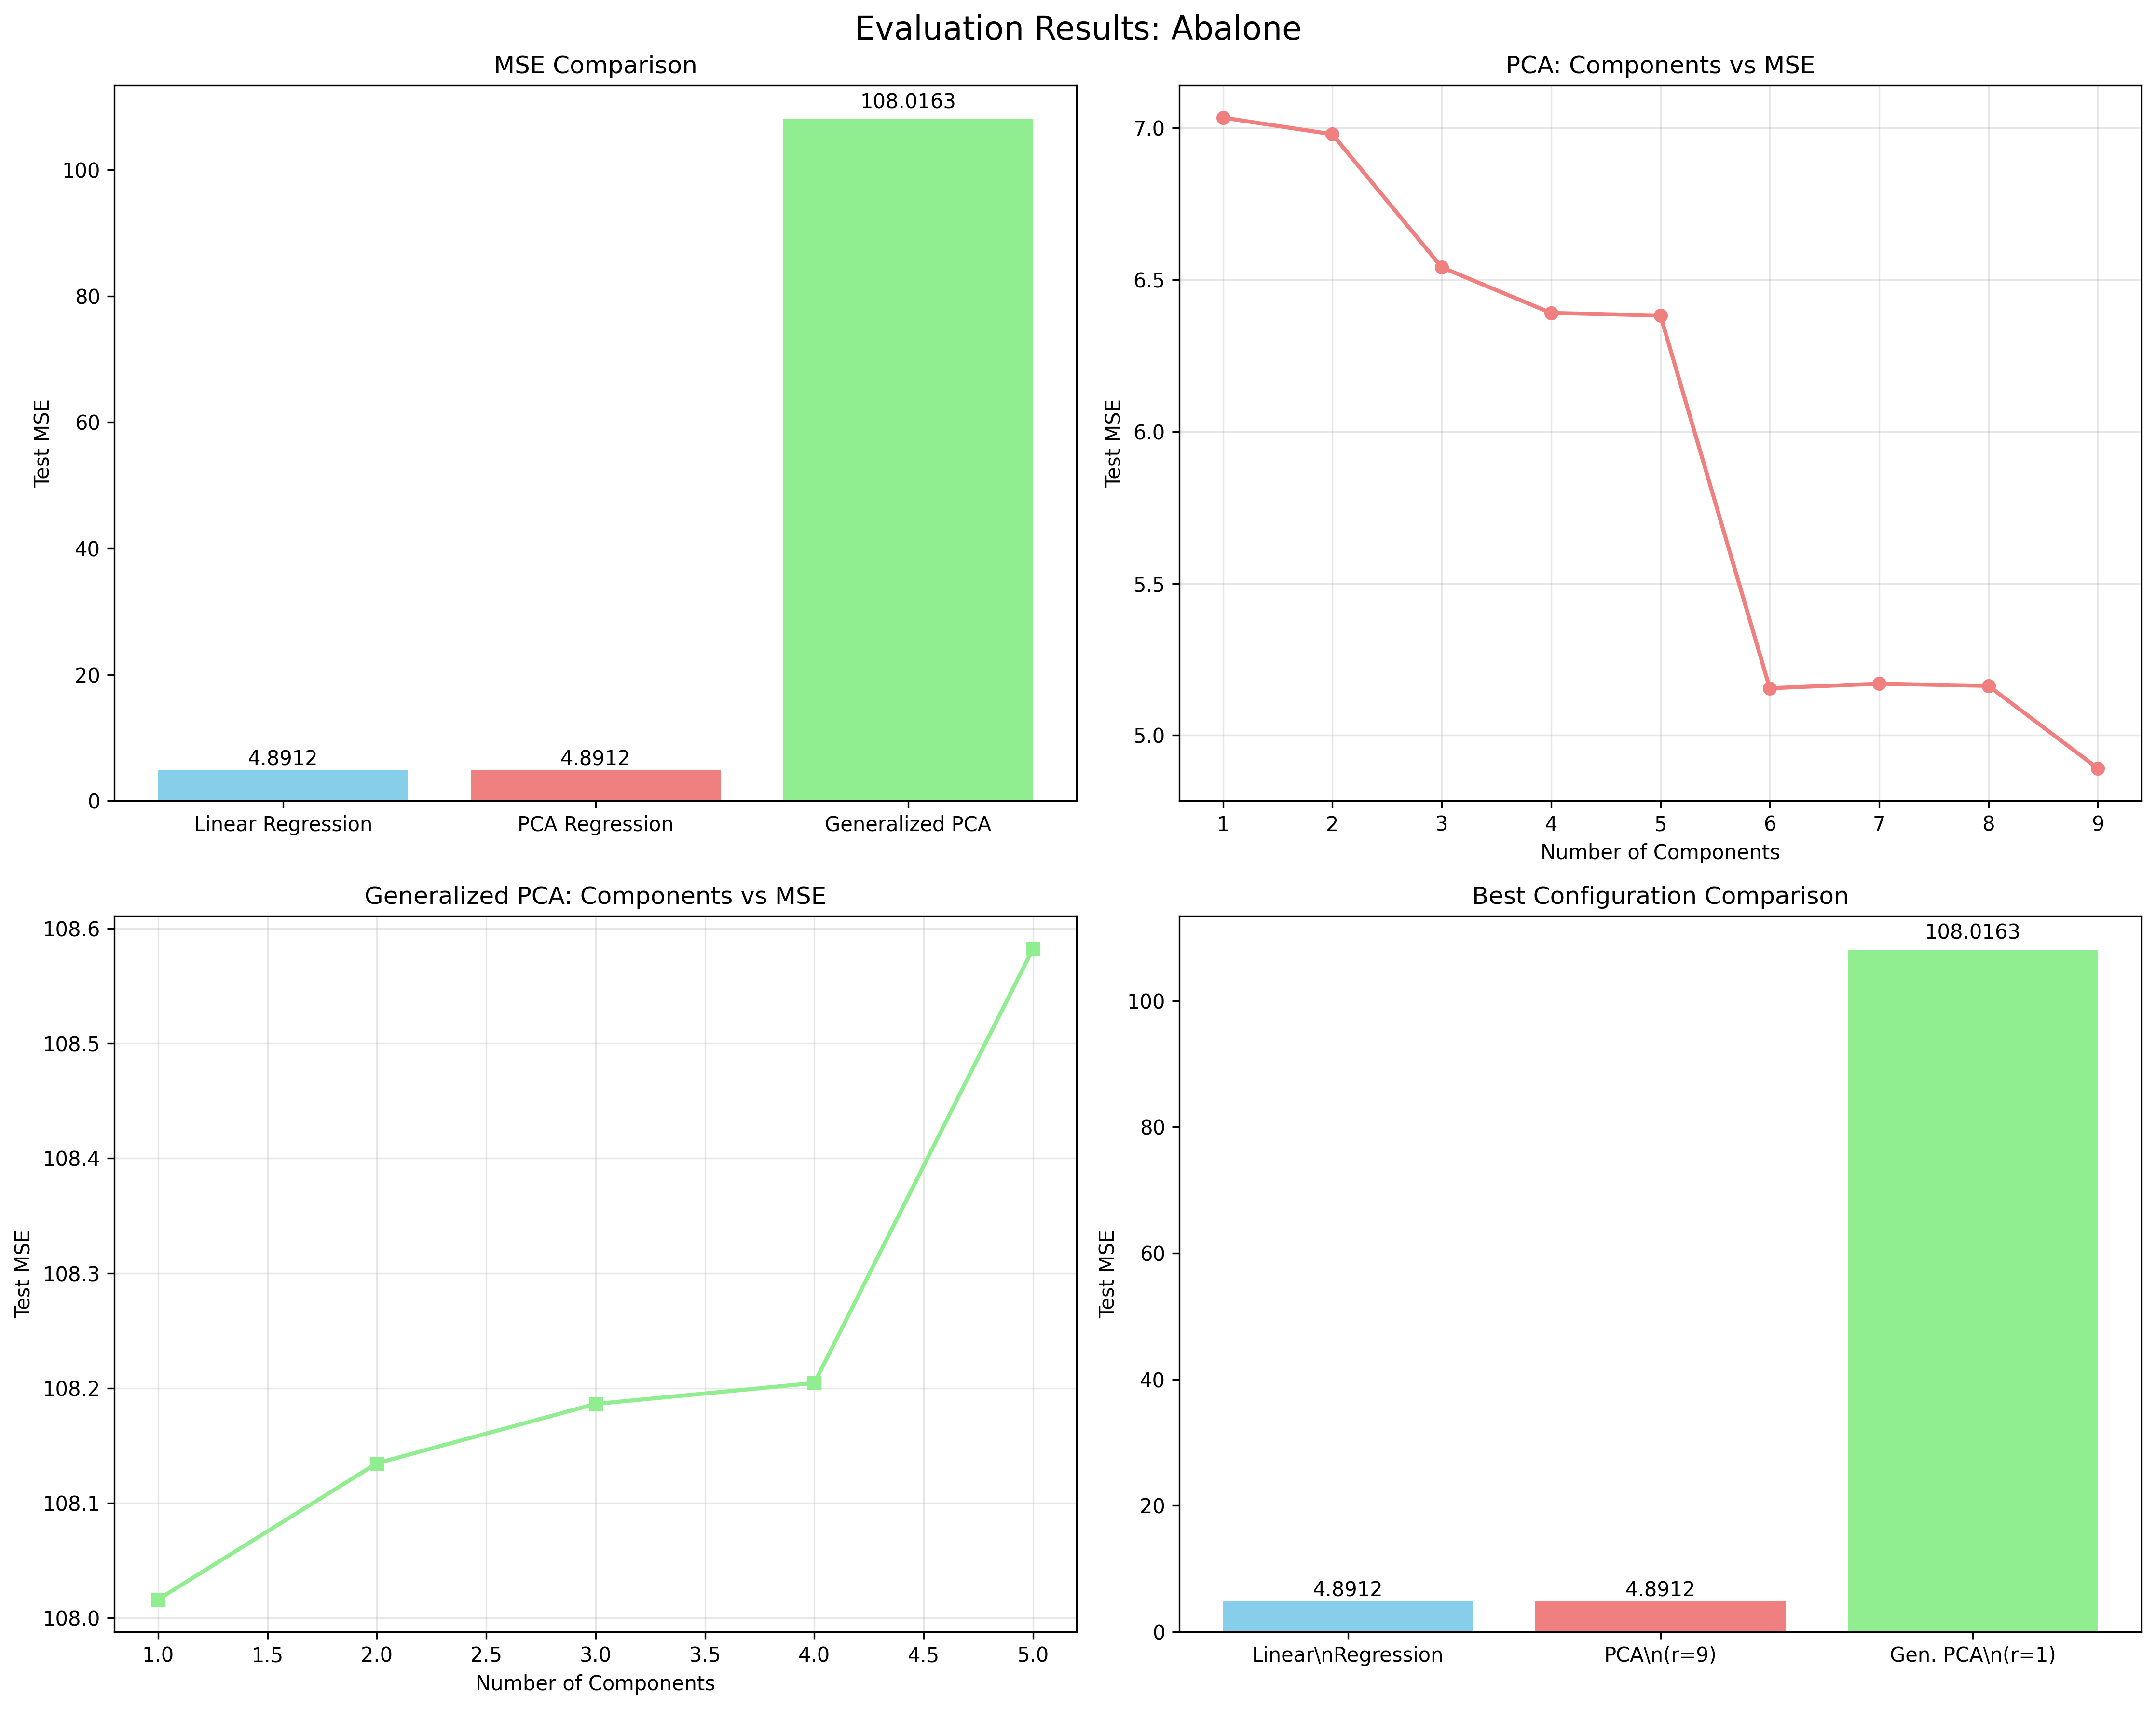 Evaluation Results: Abalone
MSE Comparison
Test MSE
100
80
60
40
20
0
4.8912
4.8912
108.0163
Linear Regression
PCA Regression
Generalized PCA
PCA: Components vs MSE
Test MSE
7.0
6.5
6.0
5.5
5.0
1 2 3 4 5 6 7 8 9
Number of Components
Generalized PCA: Components vs MSE
Test MSE
108.6
108.5
108.4
108.3
108.2
108.1
108.0
1.0 1.5 2.0 2.5 3.0 3.5 4.0 4.5 5.0
Number of Components
Best Configuration Comparison
Test MSE
100
80
60
40
20
0
4.8912
4.8912
108.0163
Linear\nRegression
PCA\n(r=9)
Gen. PCA\n(r=1)